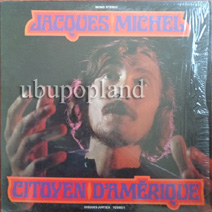 JACQUES MICHEL
ubupopland
CITOYEN D'AMÉRIQUE